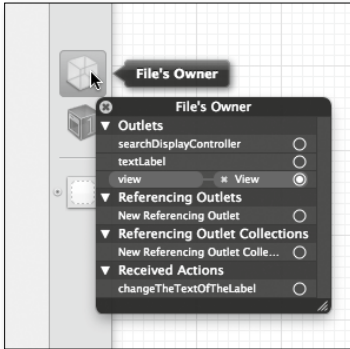 File's Owner
File's Owner
Outlets
searchDisplayController
textLabel
view
View
Referencing Outlets
New Referencing Outlet
Referencing Outlet Collections
New Referencing Outlet Colle...
Received Actions
changeTheTextOfTheLabel